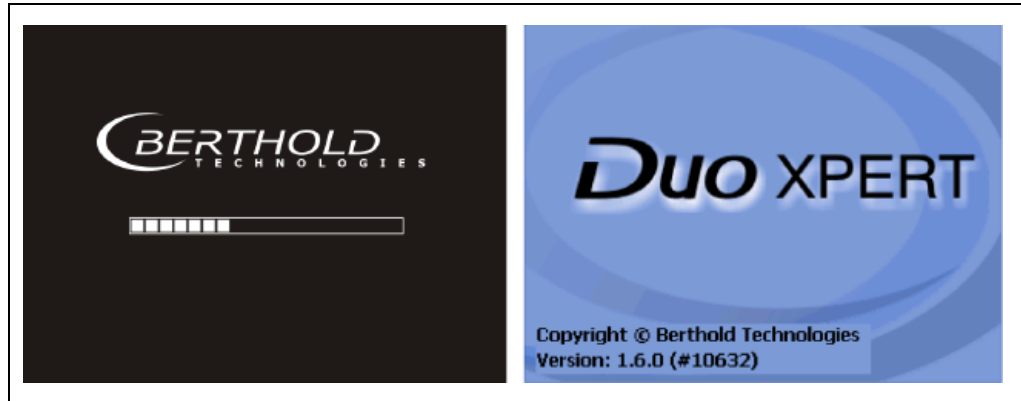 BERTHOLD
TECHNOLOGIES
Duo XPERT
Copyright © Berthold Technologies
Version: 1.6.0 (#10632)